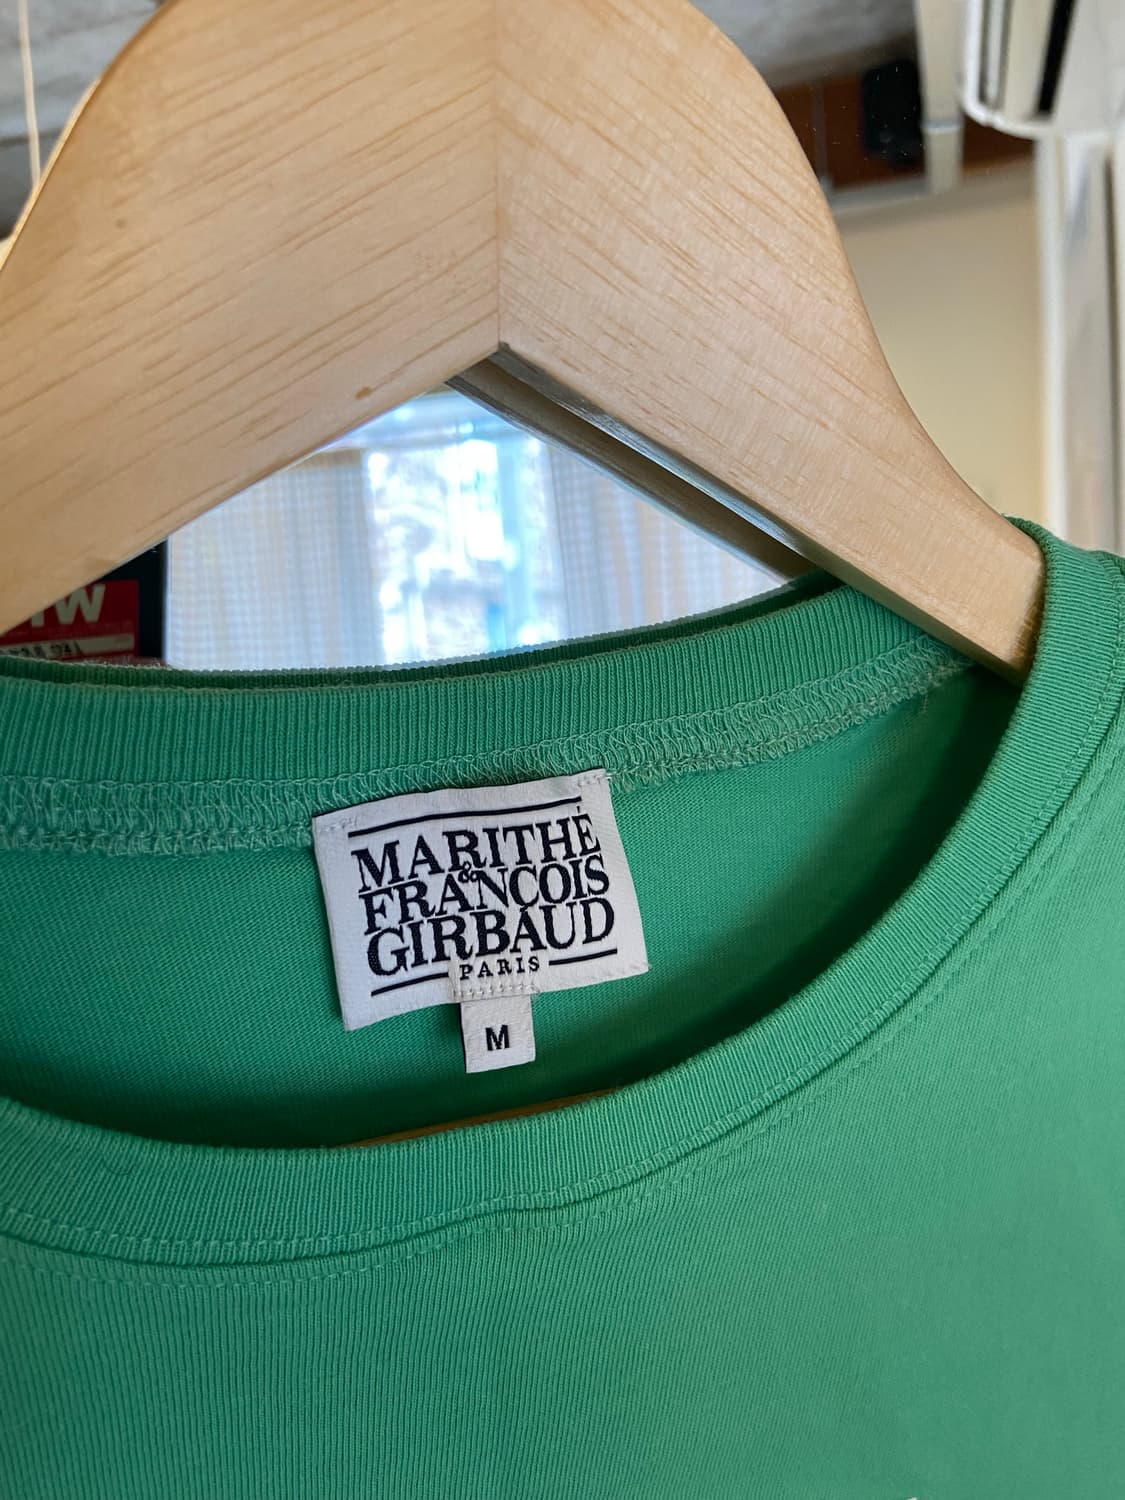 MARITHÉ
&
FRANÇOIS
GIRBAUD
PARIS
M